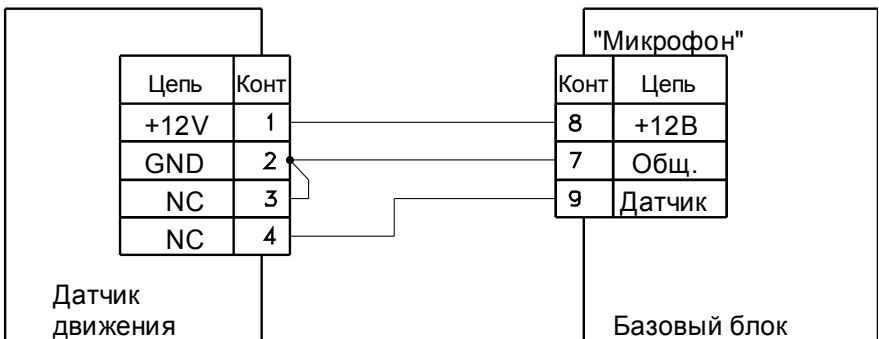 "Микрофон"
Цепь Конт
+12V 1
GND 2
NC 3
NC 4
Конт Цепь
8 +12В
7 Общ.
9 Датчик
Датчик
движения
Базовый блок